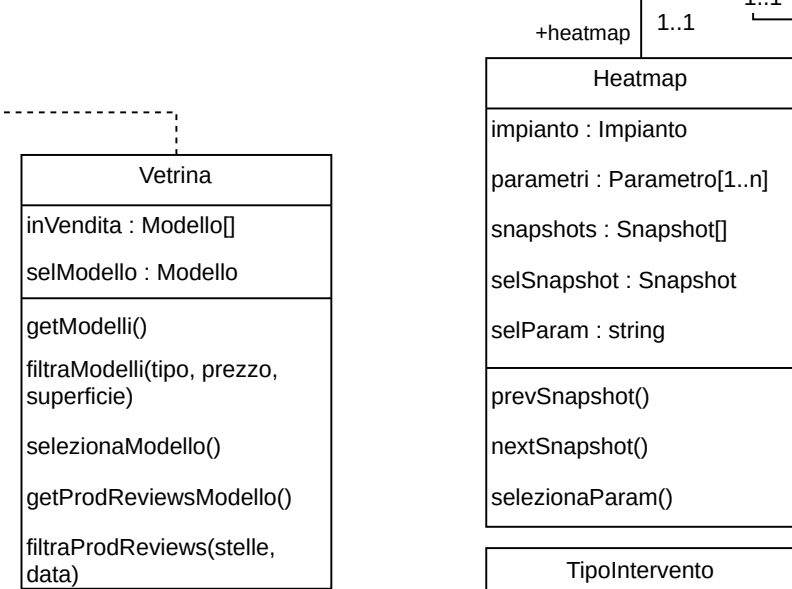 1..1
+heatmap
1..1
Vetrina
inVendita : Modello[]
selModello : Modello
getModelli()
filtraModelli(tipo, prezzo,
superficie)
selezionaModello()
getProdReviewsModello()
filtraProdReviews(stelle,
data)
Heatmap
impianto : Impianto
parametri : Parametro[1..n]
snapshots : Snapshot[]
selSnapshot : Snapshot
selParam : string
prevSnapshot()
nextSnapshot()
selezionaParam()
TipoIntervento